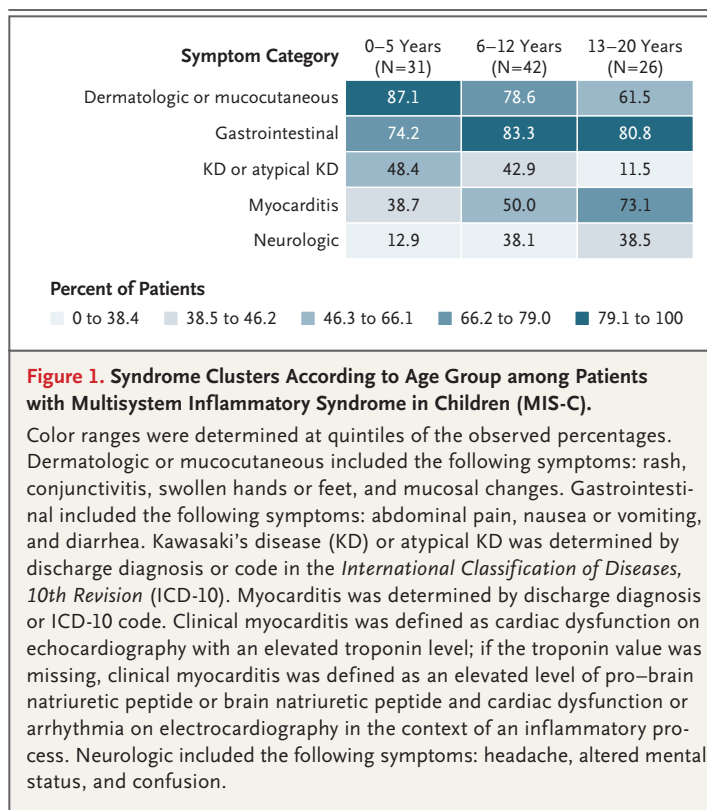 Symptom Category 0–5 Years (N=31) 6–12 Years (N=42) 13–20 Years (N=26)
Dermatologic or mucocutaneous 87.1 78.6 61.5
Gastrointestinal 74.2 83.3 80.8
KD or atypical KD 48.4 42.9 11.5
Myocarditis 38.7 50.0 73.1
Neurologic 12.9 38.1 38.5
Percent of Patients
0 to 38.4 38.5 to 46.2 46.3 to 66.1 66.2 to 79.0 79.1 to 100
Figure 1. Syndrome Clusters According to Age Group among Patients
with Multisystem Inflammatory Syndrome in Children (MIS-C).
Color ranges were determined at quintiles of the observed percentages.
Dermatologic or mucocutaneous included the following symptoms: rash,
conjunctivitis, swollen hands or feet, and mucosal changes. Gastrointesti-
nal included the following symptoms: abdominal pain, nausea or vomiting,
and diarrhea. Kawasaki's disease (KD) or atypical KD was determined by
discharge diagnosis or code in the International Classification of Diseases,
10th Revision (ICD-10). Myocarditis was determined by discharge diagnosis
or ICD-10 code. Clinical myocarditis was defined as cardiac dysfunction on
echocardiography with an elevated troponin level; if the troponin value was
missing, clinical myocarditis was defined as an elevated level of pro–brain
natriuretic peptide or brain natriuretic peptide and cardiac dysfunction or
arrhythmia on electrocardiography in the context of an inflammatory pro-
cess. Neurologic included the following symptoms: headache, altered mental
status, and confusion.